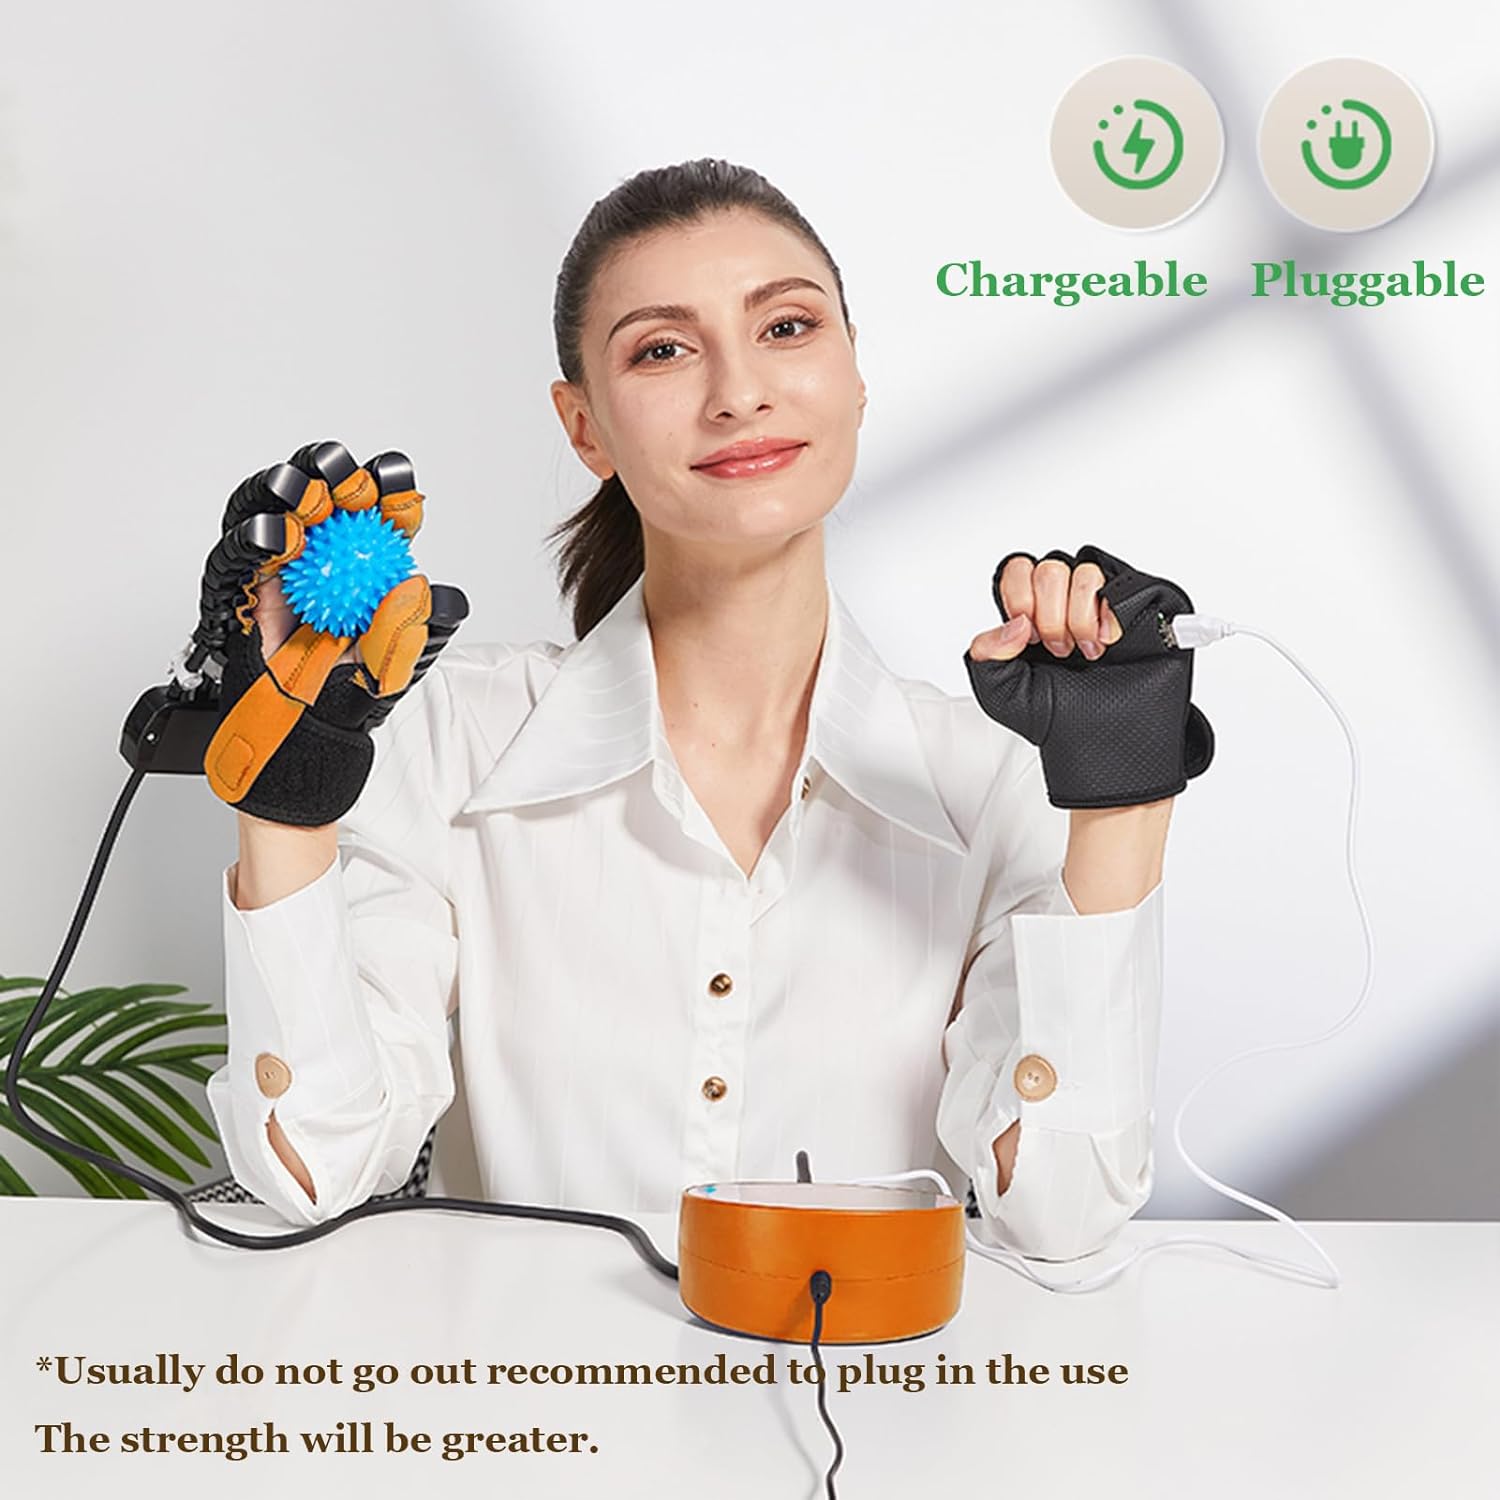 Chargeable Pluggable
*Usually do not go out recommended to plug in the use
The strength will be greater.